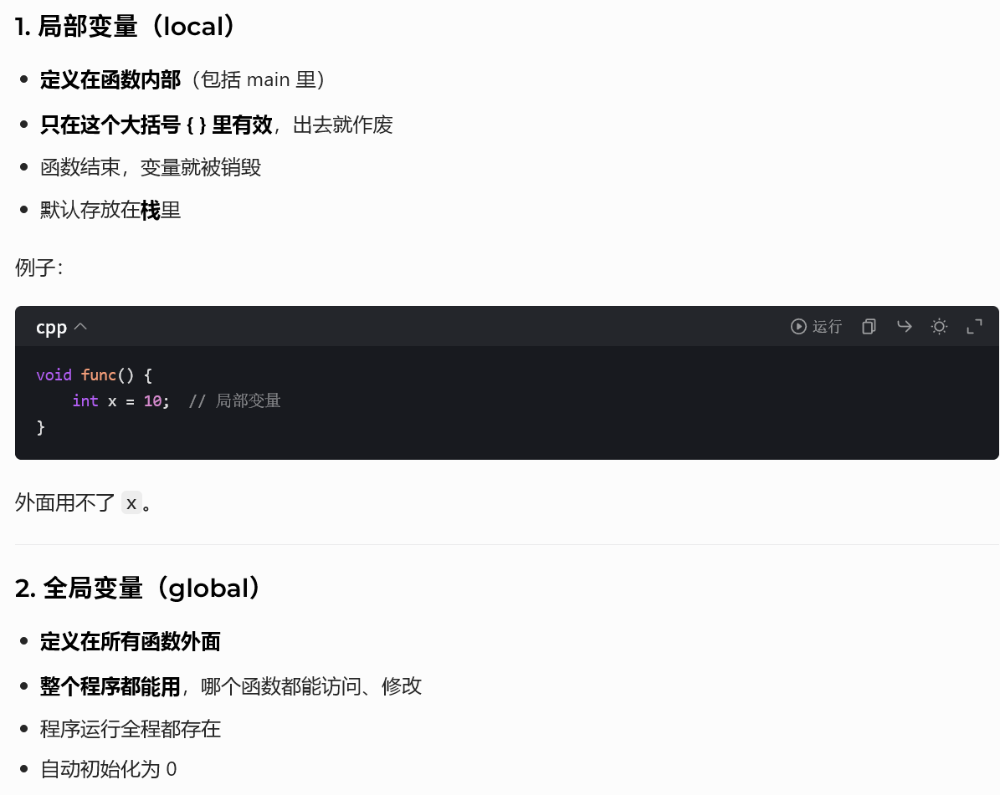 1. 局部变量（local）
定义在函数内部（包括 main 里）
只在这个大括号 { } 里有效，出去就作废
函数结束，变量就被销毁
默认存放在栈里
例子：
cpp 运行
void func() {
    int x = 10;  // 局部变量
}
外面用不了 x。
2. 全局变量（global）
定义在所有函数外面
整个程序都能用，哪个函数都能访问、修改
程序运行全程都存在
自动初始化为 0